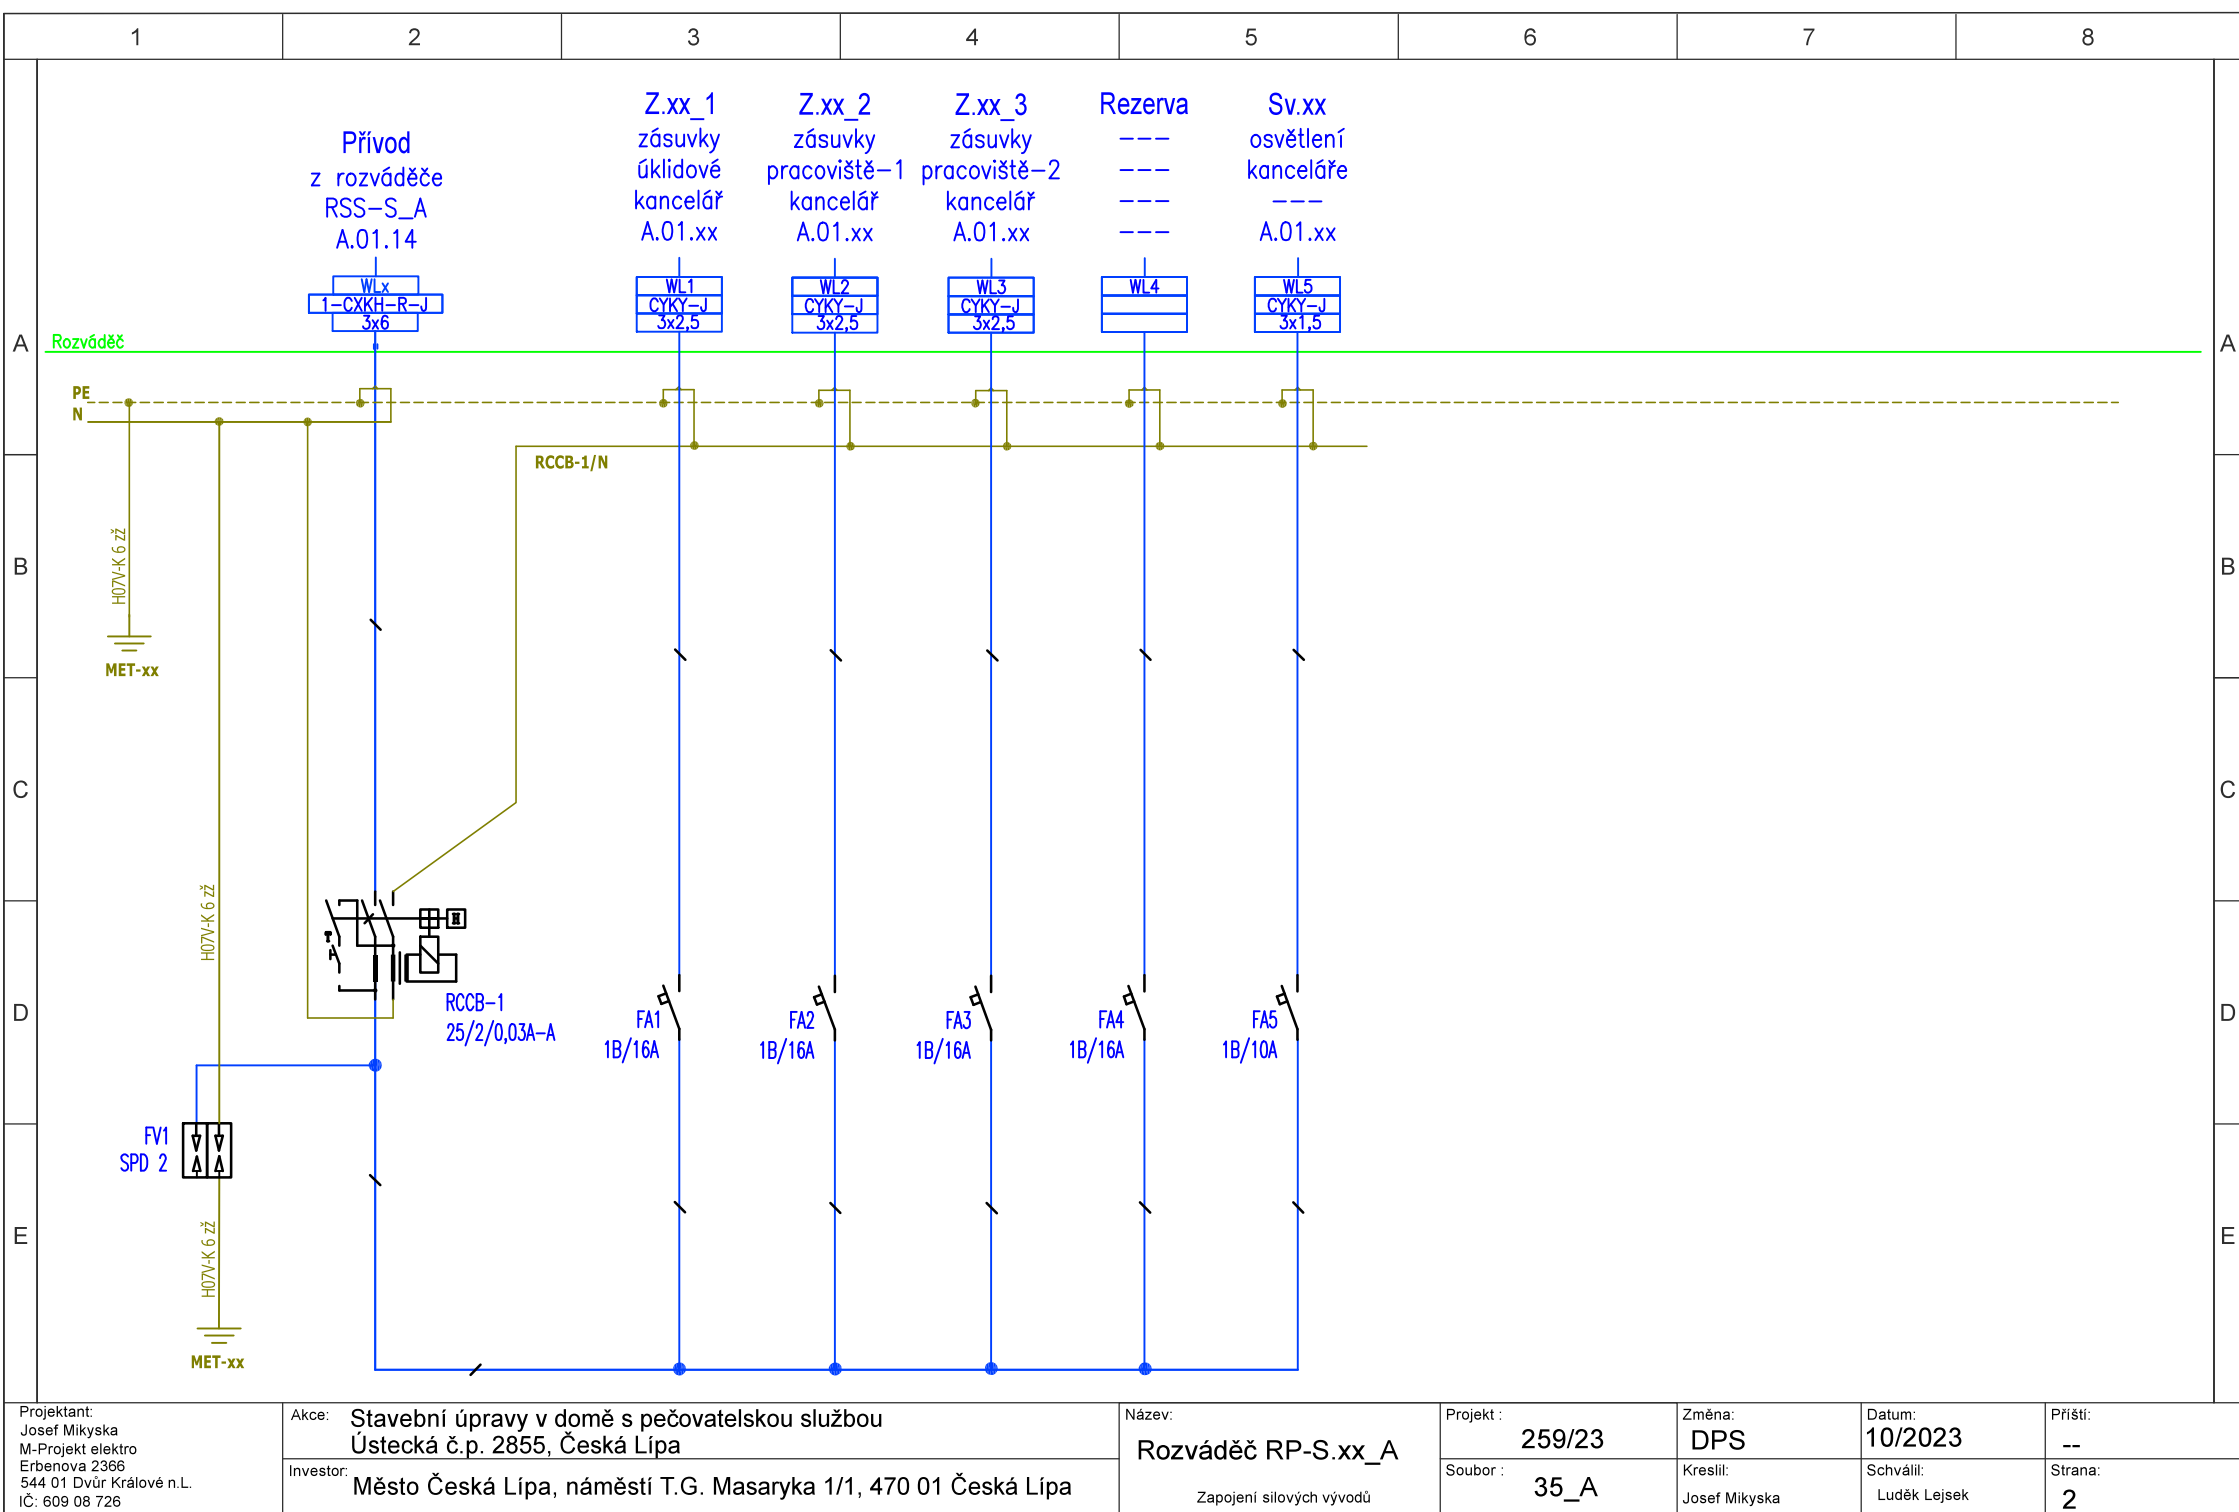 1 2 3 4 5 6 7 8
Přívod
z rozváděče
RSS-S_A
A.01.14
WLx
1-CXKH-R-J
3x6
Z.xx_1
zásuvky
úklidové
kancelář
A.01.xx
WL1
CYKY-J
3x2,5
Z.xx_2
zásuvky
pracoviště-1
kancelář
A.01.xx
WL2
CYKY-J
3x2,5
Z.xx_3
zásuvky
pracoviště-2
kancelář
A.01.xx
WL3
CYKY-J
3x2,5
Rezerva
---
---
---
---
WL4
Sv.xx
osvětlení
kanceláře
---
A.01.xx
WL5
CYKY-J
3x1,5
A A
Rozváděč
PE
N
RCCB-1/N
H07V-K 6 zž
B B
MET-xx
C C
H07V-K 6 zž
D D
RCCB-1
25/2/0,03A-A
FA1
1B/16A
FA2
1B/16A
FA3
1B/16A
FA4
1B/16A
FA5
1B/10A
FV1
SPD 2
E E
H07V-K 6 zž
MET-xx
Projektant:
Josef Mikyska
M-Projekt elektro
Erbenova 2366
544 01 Dvůr Králové n.L.
IČ: 609 08 726
Akce: Stavební úpravy v domě s pečovatelskou službou
Ústecká č.p. 2855, Česká Lípa
Investor: Město Česká Lípa, náměstí T.G. Masaryka 1/1, 470 01 Česká Lípa
Název:
Rozváděč RP-S.xx_A
Zapojení silových vývodů
Projekt :
259/23
Soubor :
35_A
Změna:
DPS
Kreslil:
Josef Mikyska
Datum:
10/2023
Schválil:
Luděk Lejsek
Příští:
--
Strana:
2